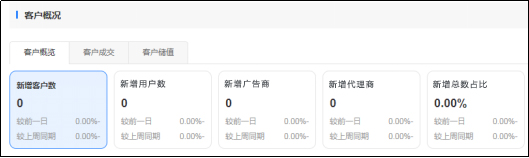 客户概况
客户概览 客户成交 客户储值
新增客户数 新增用户数 新增广告商 新增代理商 新增总数占比
0 0 0 0 0.00%
较前一日 0.00%- 较前一日 0.00%- 较前一日 0.00%- 较前一日 0.00%- 较前一日 0.00%-
较上周同期 0.00%- 较上周同期 0.00%- 较上周同期 0.00%- 较上周同期 0.00%- 较上周同期 0.00%-